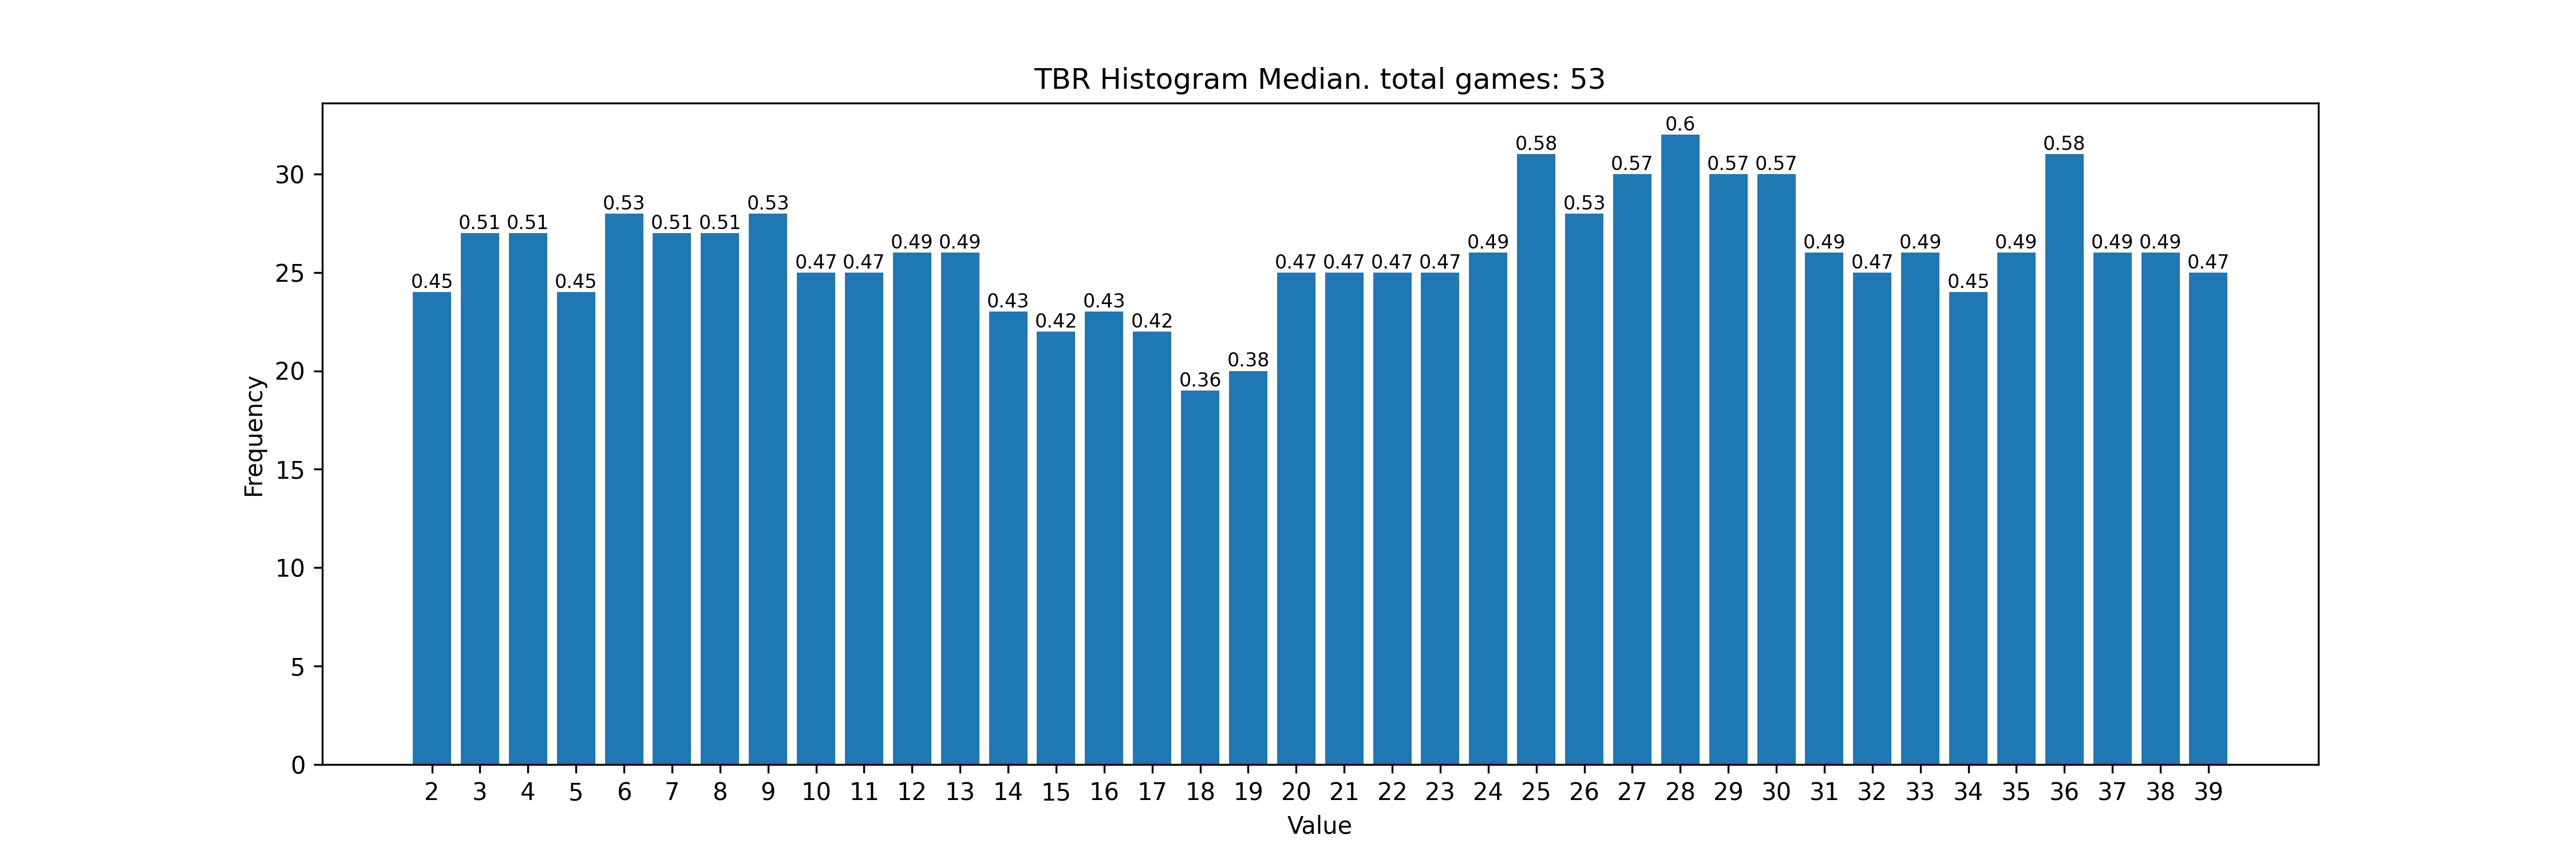 TBR Histogram Median. total games: 53
0.45 0.51 0.51 0.45 0.53 0.51 0.51 0.53 0.47 0.47 0.49 0.49 0.43 0.42 0.43 0.42 0.36 0.38 0.47 0.47 0.47 0.47 0.49 0.58 0.53 0.57 0.6 0.57 0.57 0.49 0.47 0.49 0.45 0.49 0.58 0.49 0.49 0.47
30
25
20
15
10
5
0
Frequency
2 3 4 5 6 7 8 9 10 11 12 13 14 15 16 17 18 19 20 21 22 23 24 25 26 27 28 29 30 31 32 33 34 35 36 37 38 39
Value